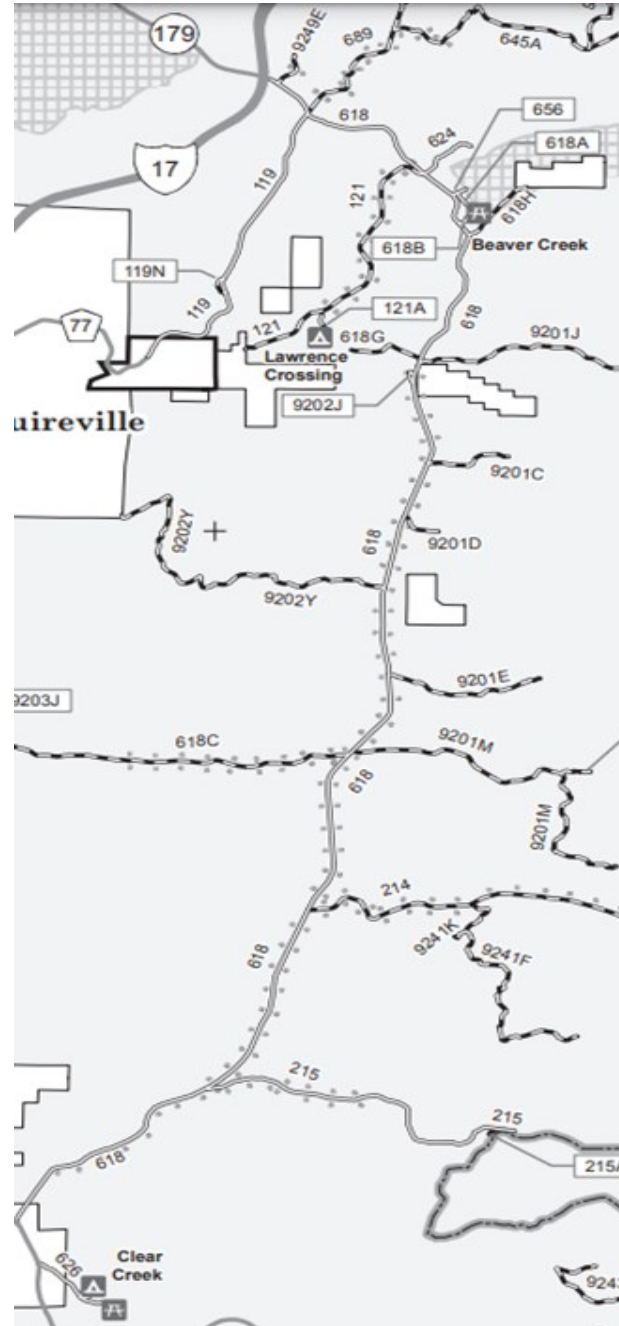 179
9249E
689
645A
618
656
17
624
618A
119
121
618H
618B
Beaver Creek
119N
119
121A
618
77
121
618G
9201J
Lawrence
Crossing
9202J
uireville
9201C
9202Y
618
9201D
9202Y
9201E
9203J
618C
9201M
618
9201M
214
618
9241K
9241F
215
215
618
215A
Clear
Creek
626